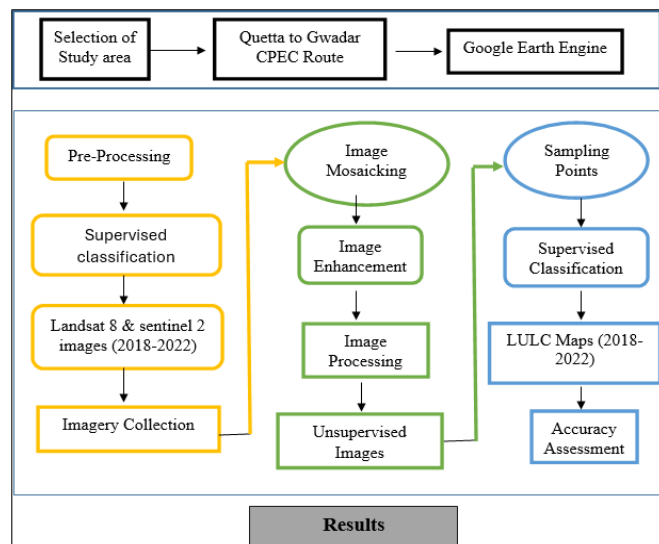 Selection of
Study area
Quetta to Gwadar
CPEC Route
Google Earth Engine
Pre-Processing
Supervised
classification
Landsat 8 & sentinel 2
images (2018-2022)
Imagery Collection
Image
Mosaicking
Image
Enhancement
Image
Processing
Unsupervised
Images
Sampling
Points
Supervised
Classification
LULC Maps (2018-
2022)
Accuracy
Assessment
Results